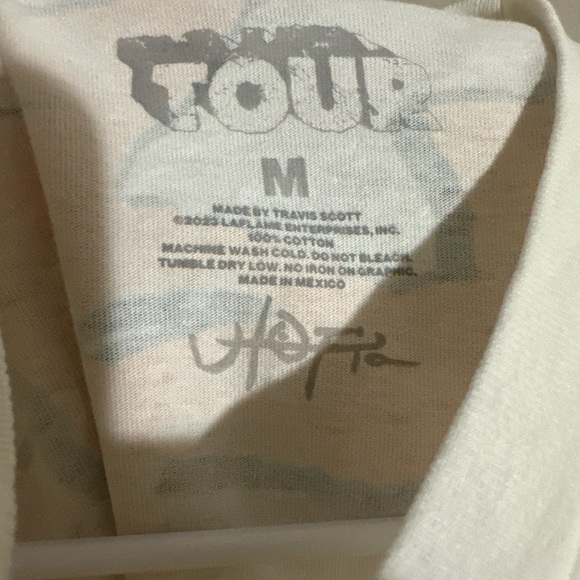 TOUR
M
MADE BY TRAVIS SCOTT
©2023 LAFLAME ENTERPRISES, INC.
100% COTTON
MACHINE WASH COLD. DO NOT BLEACH.
TUMBLE DRY LOW. NO IRON ON GRAPHIC.
MADE IN MEXICO